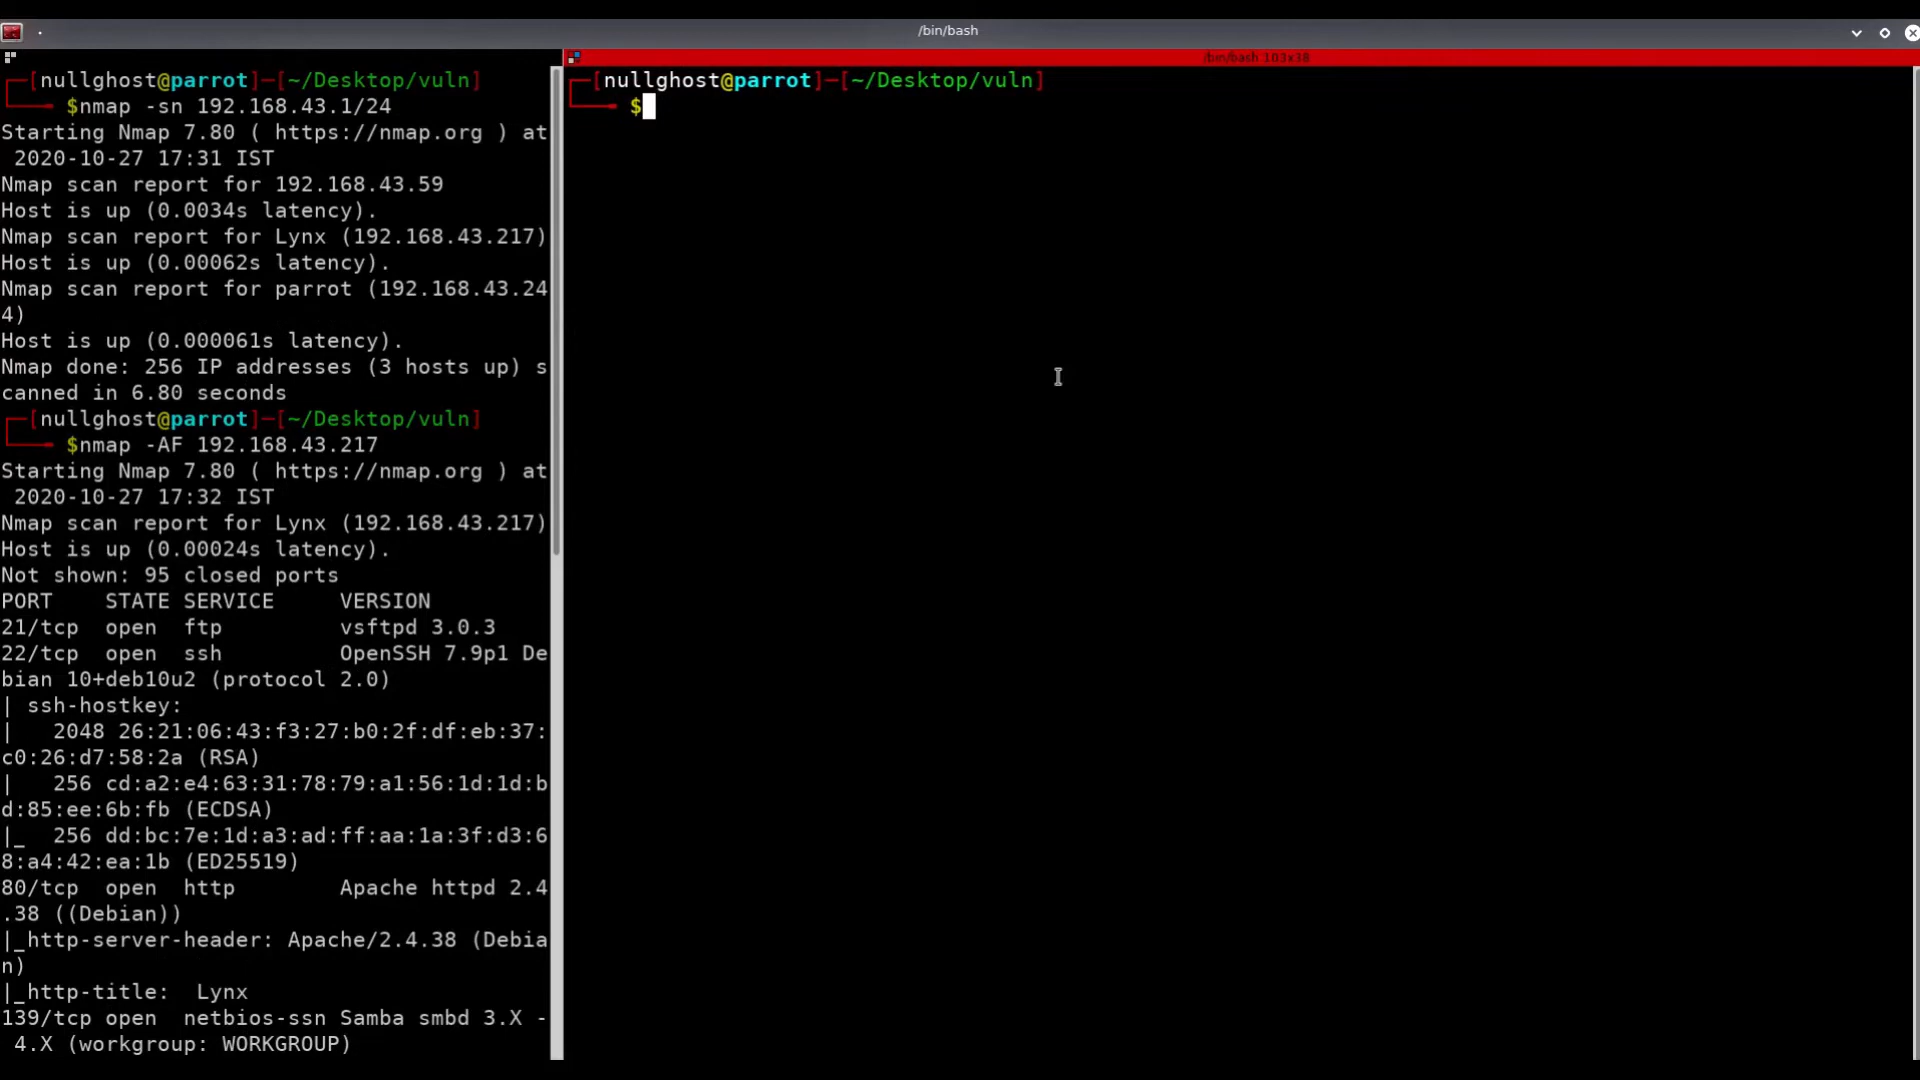 /bin/bash
/bin/bash 103x38
[nullghost@parrot]─[~/Desktop/vuln]
$nmap -sn 192.168.43.1/24
Starting Nmap 7.80 ( https://nmap.org ) at
 2020-10-27 17:31 IST
Nmap scan report for 192.168.43.59
Host is up (0.0034s latency).
Nmap scan report for Lynx (192.168.43.217)
Host is up (0.00062s latency).
Nmap scan report for parrot (192.168.43.24
4)
Host is up (0.000061s latency).
Nmap done: 256 IP addresses (3 hosts up) s
canned in 6.80 seconds
[nullghost@parrot]─[~/Desktop/vuln]
$nmap -AF 192.168.43.217
Starting Nmap 7.80 ( https://nmap.org ) at
 2020-10-27 17:32 IST
Nmap scan report for Lynx (192.168.43.217)
Host is up (0.00024s latency).
Not shown: 95 closed ports
PORT    STATE SERVICE     VERSION
21/tcp  open  ftp         vsftpd 3.0.3
22/tcp  open  ssh         OpenSSH 7.9p1 De
bian 10+deb10u2 (protocol 2.0)
| ssh-hostkey:
|   2048 26:21:06:43:f3:27:b0:2f:df:eb:37:
c0:26:d7:58:2a (RSA)
|   256 cd:a2:e4:63:31:78:79:a1:56:1d:1d:b
d:85:ee:6b:fb (ECDSA)
|_  256 dd:bc:7e:1d:a3:ad:ff:aa:1a:3f:d3:6
8:a4:42:ea:1b (ED25519)
80/tcp  open  http        Apache httpd 2.4
.38 ((Debian))
|_http-server-header: Apache/2.4.38 (Debia
n)
|_http-title:  Lynx
139/tcp open  netbios-ssn Samba smbd 3.X -
 4.X (workgroup: WORKGROUP)
[nullghost@parrot]─[~/Desktop/vuln]
$